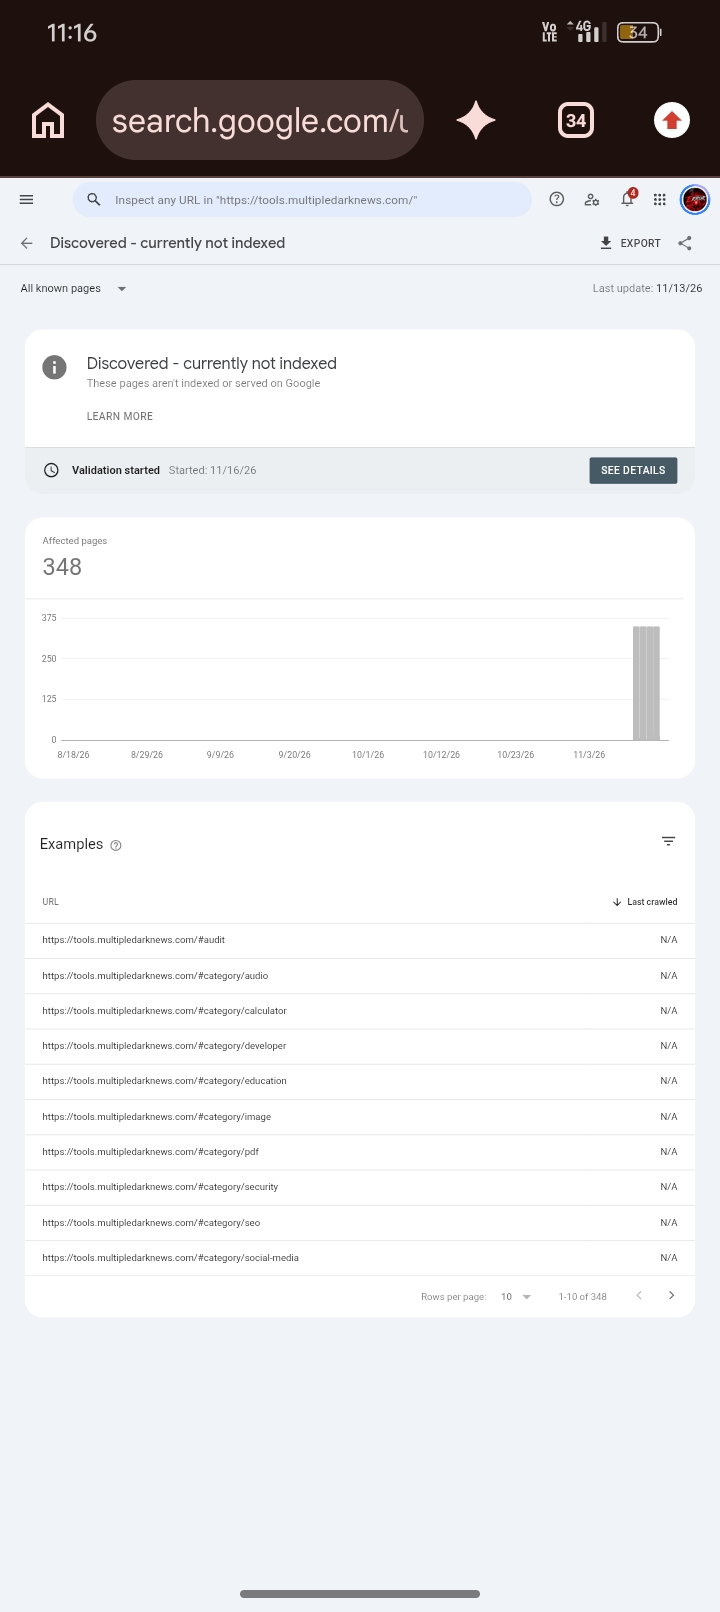 11:16
Vo LTE 4G 34
search.google.com/u
34
Inspect any URL in "https://tools.multipledarknews.com/"
4
Discovered - currently not indexed
EXPORT
All known pages
Last update: 11/13/26
Discovered - currently not indexed
These pages aren't indexed or served on Google
LEARN MORE
Validation started Started: 11/16/26
SEE DETAILS
Affected pages
348
375
250
125
0
8/18/26 8/29/26 9/9/26 9/20/26 10/1/26 10/12/26 10/23/26 11/3/26
Examples
URL Last crawled
https://tools.multipledarknews.com/#audit N/A
https://tools.multipledarknews.com/#category/audio N/A
https://tools.multipledarknews.com/#category/calculator N/A
https://tools.multipledarknews.com/#category/developer N/A
https://tools.multipledarknews.com/#category/education N/A
https://tools.multipledarknews.com/#category/image N/A
https://tools.multipledarknews.com/#category/pdf N/A
https://tools.multipledarknews.com/#category/security N/A
https://tools.multipledarknews.com/#category/seo N/A
https://tools.multipledarknews.com/#category/social-media N/A
Rows per page: 10 1-10 of 348